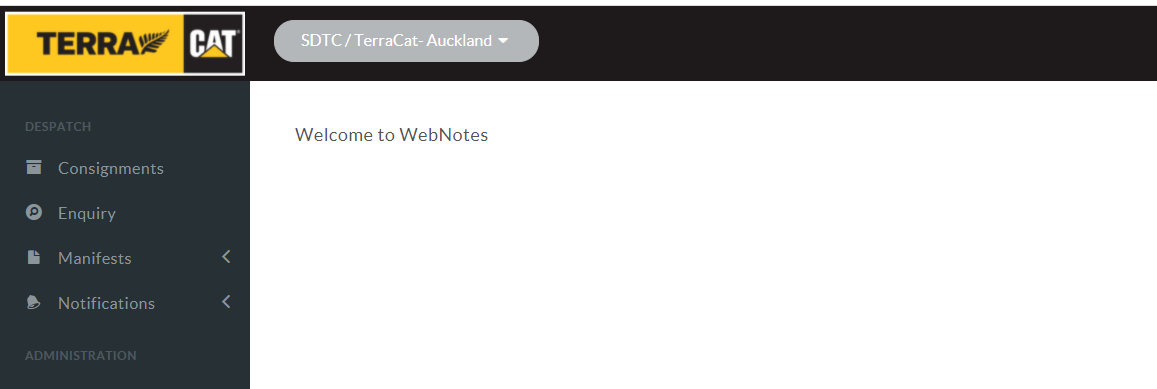 TERRA CAT
SDTC / TerraCat- Auckland
DESPATCH
Welcome to WebNotes
Consignments
Enquiry
Manifests
Notifications
ADMINISTRATION